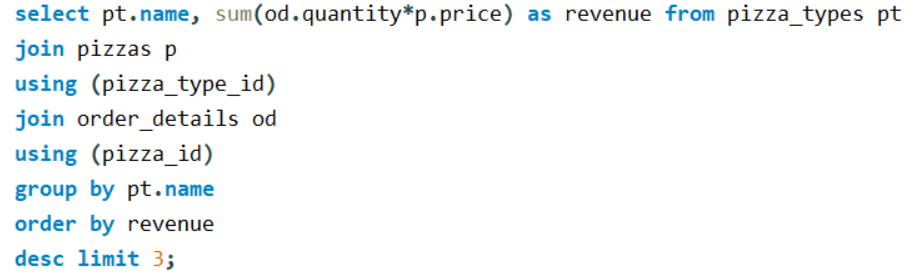 select pt.name, sum(od.quantity*p.price) as revenue from pizza_types pt
join pizzas p
using (pizza_type_id)
join order_details od
using (pizza_id)
group by pt.name
order by revenue
desc limit 3;